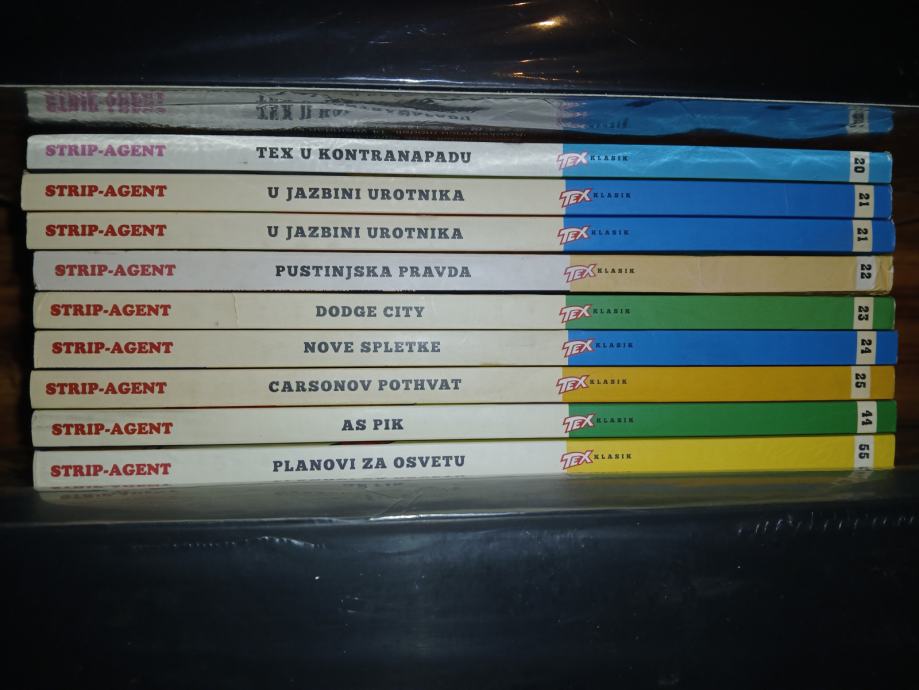 STRIP-AGENT TEX U KONTRANAPADU TEX KLASIK 20
STRIP-AGENT U JAZBINI UROTNIKA TEX KLASIK 21
STRIP-AGENT U JAZBINI UROTNIKA TEX KLASIK 21
STRIP-AGENT PUSTINJSKA PRAVDA TEX KLASIK 22
STRIP-AGENT DODGE CITY TEX KLASIK 23
STRIP-AGENT NOVE SPLETKE TEX KLASIK 24
STRIP-AGENT CARSONOV POTHVAT TEX KLASIK 25
STRIP-AGENT AS PIK TEX KLASIK 44
STRIP-AGENT PLANOVI ZA OSVETU TEX KLASIK 55